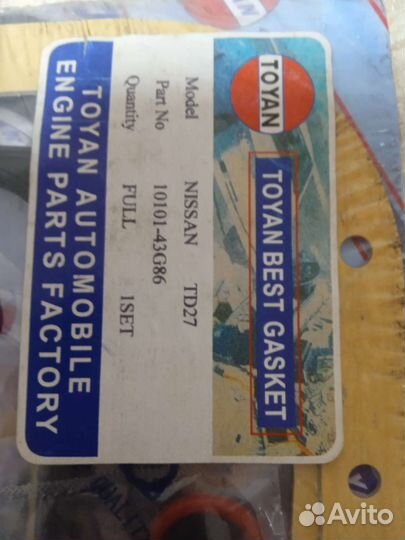 TOYAN
TOYAN BEST GASKET
Model NISSAN TD27
Part No 10101-43G86
Quantity FULL 1SET
TOYAN AUTOMOBILE
ENGINE PARTS FACTORY
Avito